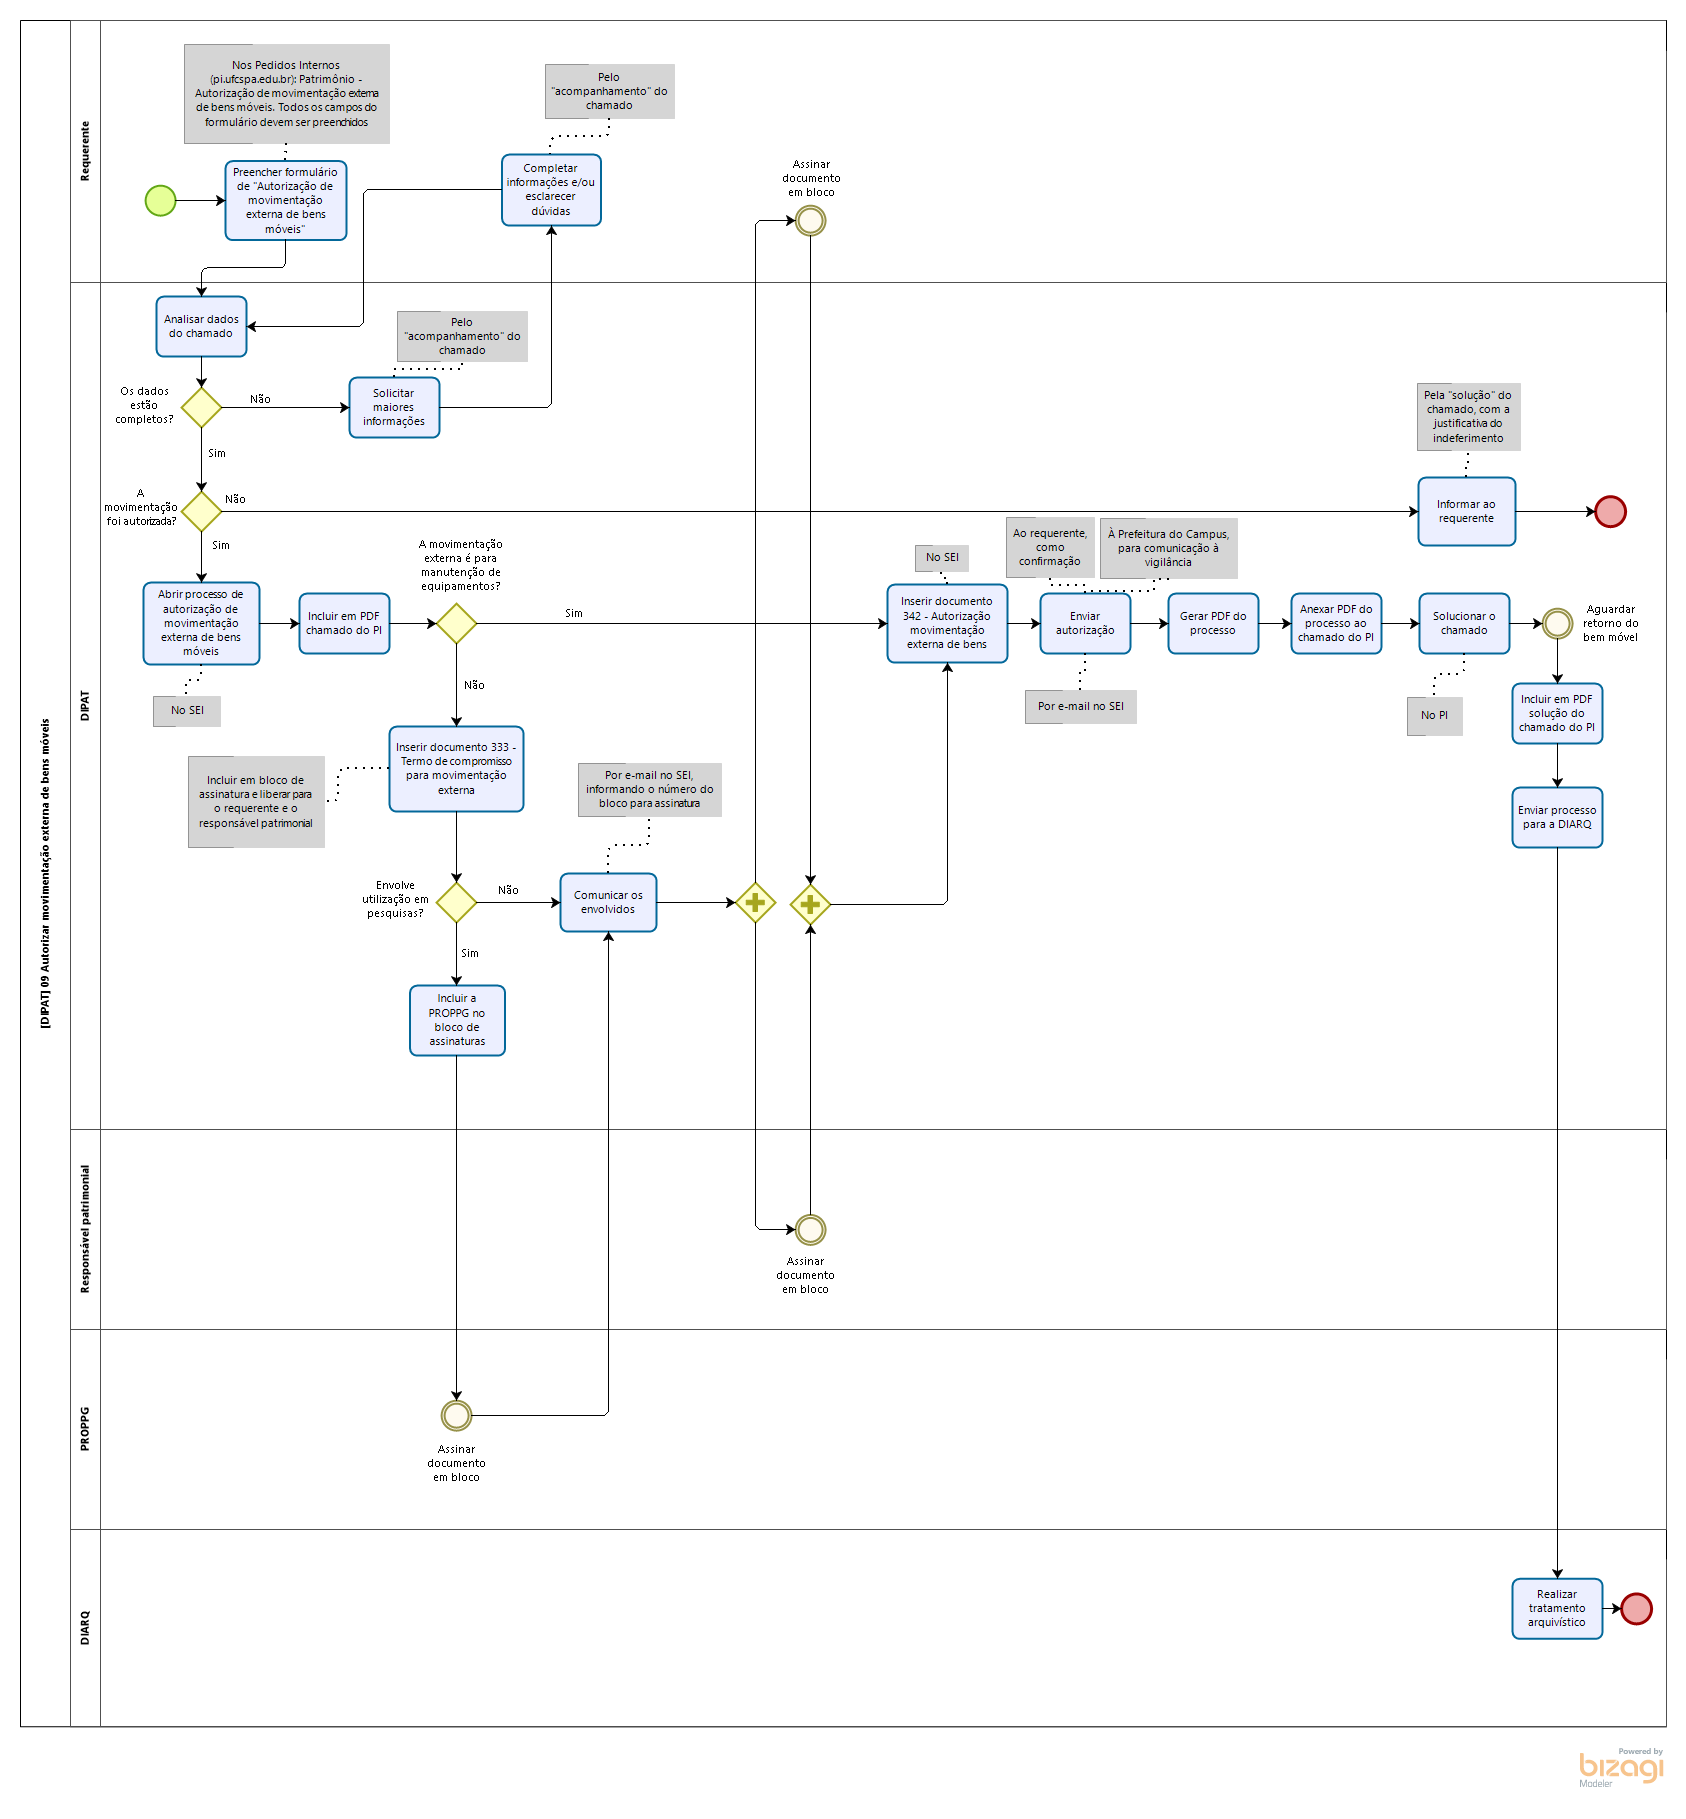 [DIPAT] 09 Autorizar movimentação externa de bens móveis
Requerente
Nos Pedidos Internos
(pi.ufcspa.edu.br): Patrimônio -
Autorização de movimentação externa
de bens móveis. Todos os campos do
formulário devem ser preenchidos
Preencher formulário
de "Autorização de
movimentação
externa de bens
móveis"
Pelo
"acompanhamento" do
chamado
Completar
informações e/ou
esclarecer
dúvidas
Assinar
documento
em bloco
DIPAT
Analisar dados
do chamado
Pelo
"acompanhamento" do
chamado
Os dados
estão
completos?
Não
Solicitar
maiores
informações
Sim
A
movimentação
foi autorizada?
Não
Pela "solução" do
chamado, com a
justificativa do
indeferimento
Informar ao
requerente
Sim
Abrir processo de
autorização de
movimentação
externa de bens
móveis
No SEI
Incluir em PDF
chamado do PI
A movimentação
externa é para
manutenção de
equipamentos?
Sim
Não
No SEI
Inserir documento
342 - Autorização
movimentação
externa de bens
Ao requerente,
como
confirmação
À Prefeitura do Campus,
para comunicação à
vigilância
Enviar
autorização
Por e-mail no SEI
Gerar PDF do
processo
Anexar PDF do
processo ao
chamado do PI
Solucionar o
chamado
No PI
Aguardar
retorno do
bem móvel
Incluir em PDF
solução do
chamado do PI
Enviar processo
para a DIARQ
Inserir documento 333 -
Termo de compromisso
para movimentação
externa
Incluir em bloco de
assinatura e liberar para
o requerente e o
responsável patrimonial
Por e-mail no SEI,
informando o número do
bloco para assinatura
Envolve
utilização em
pesquisas?
Não
Comunicar os
envolvidos
Sim
Incluir a
PROPPG no
bloco de
assinaturas
Responsável patrimonial
Assinar
documento
em bloco
PROPPG
Assinar
documento
em bloco
DIARQ
Realizar
tratamento
arquivístico
Powered by
bizagi
Modeler